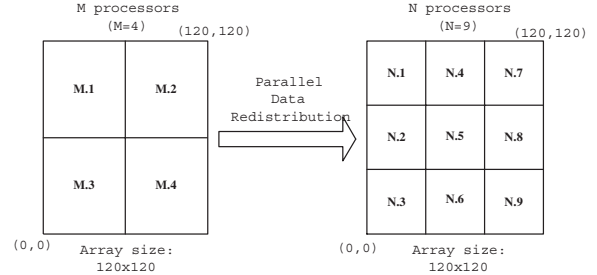 M processors
(M=4)
(120,120)
M.1
M.2
M.3
M.4
(0,0)
Array size:
120x120
Parallel
Data
Redistribution
N processors
(N=9)
(120,120)
N.1
N.4
N.7
N.2
N.5
N.8
N.3
N.6
N.9
(0,0)
Array size:
120x120